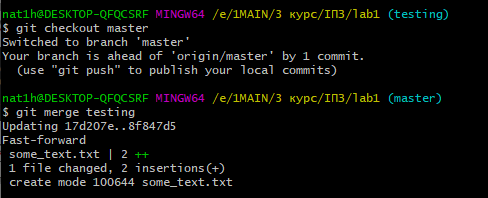 nat1h@DESKTOP-QFQCSRF MINGW64 /e/1MAIN/3 курс/ІПЗ/lab1 (testing)
$ git checkout master
Switched to branch 'master'
Your branch is ahead of 'origin/master' by 1 commit.
  (use "git push" to publish your local commits)
nat1h@DESKTOP-QFQCSRF MINGW64 /e/1MAIN/3 курс/ІПЗ/lab1 (master)
$ git merge testing
Updating 17d207e..8f847d5
Fast-forward
 some_text.txt | 2 ++
 1 file changed, 2 insertions(+)
 create mode 100644 some_text.txt